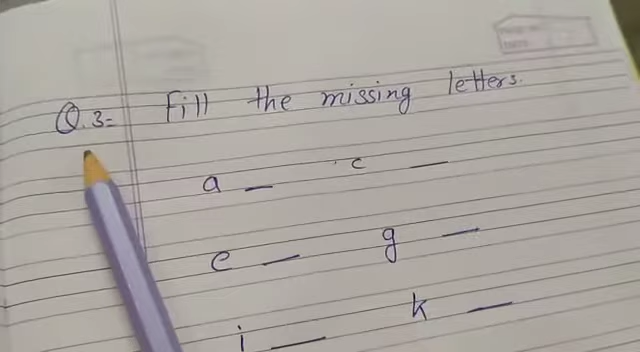 Q.3= Fill the missing letters.
a _ c _
e _ g _
i _ k _